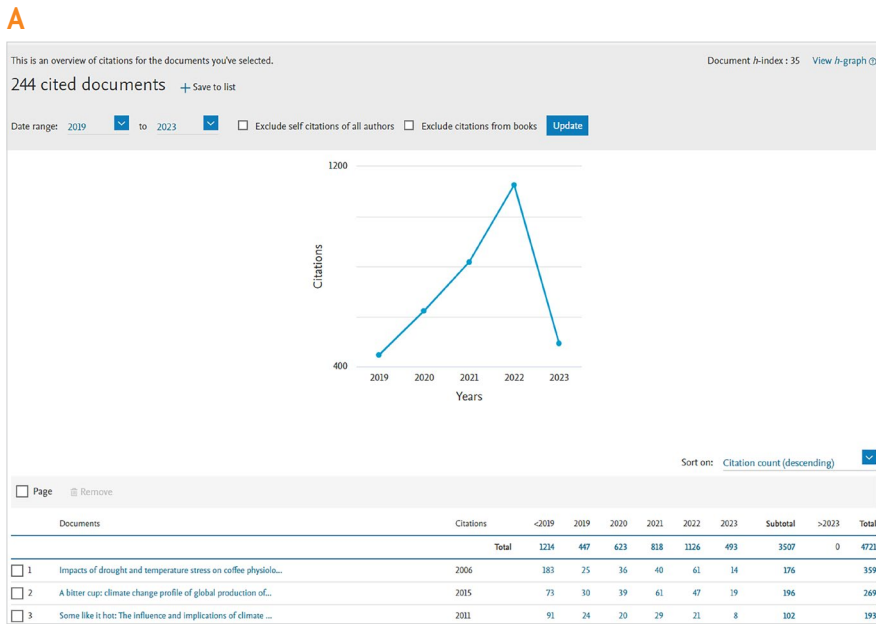 A
This is an overview of citations for the documents you've selected.
Document h-index : 35 View h-graph
244 cited documents + Save to list
Date range: 2019 to 2023 Exclude self citations of all authors Exclude citations from books Update
1200
Citations
400
2019 2020 2021 2022 2023
Years
Sort on: Citation count (descending)
Page Remove
Documents Citations <2019 2019 2020 2021 2022 2023 Subtotal >2023 Total
Total 1214 447 623 818 1126 493 3507 0 4721
1 Impacts of drought and temperature stress on coffee physiolo... 2006 183 25 36 40 61 14 176 359
2 A bitter cup: climate change profile of global production of... 2015 73 30 39 61 47 19 196 269
3 Some like it hot: The influence and implications of climate ... 2011 91 24 20 29 21 8 102 193